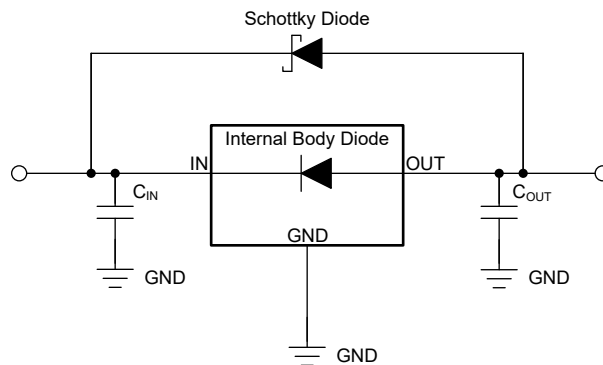 Schottky Diode
Internal Body Diode
IN
OUT
C_IN
C_OUT
GND
GND
GND
GND